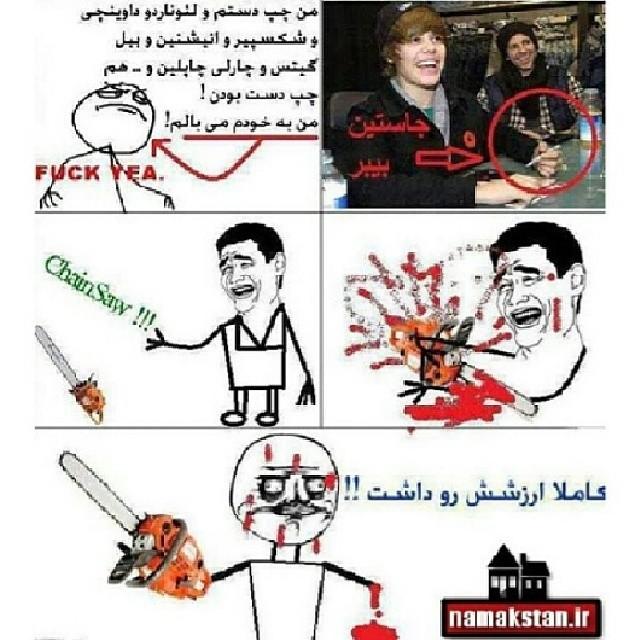 من چپ دستم و لئوناردو داوینچی
و شکسپیر و انیشتین و بیل
گیتس و چارلی چاپلین و .. هم
چپ دست بودن !
من به خودم می بالم!
FUCK YEA.
جاستین
بیبر
و
ChainSaw !!!
کاملا ارزشش رو داشت !!
namakstan.ir